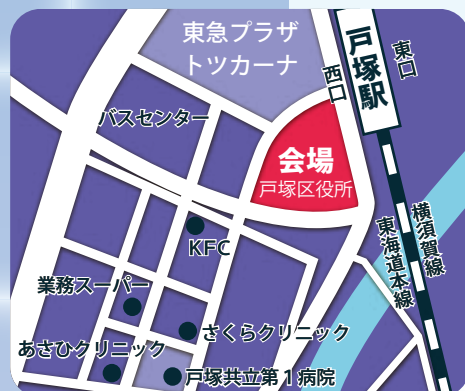 東急プラザ
トツカーナ
戸塚駅
東口
西口
バスセンター
会場
戸塚区役所
KFC
横須賀線
東海道本線
業務スーパー
さくらクリニック
あさひクリニック
戸塚共立第1病院